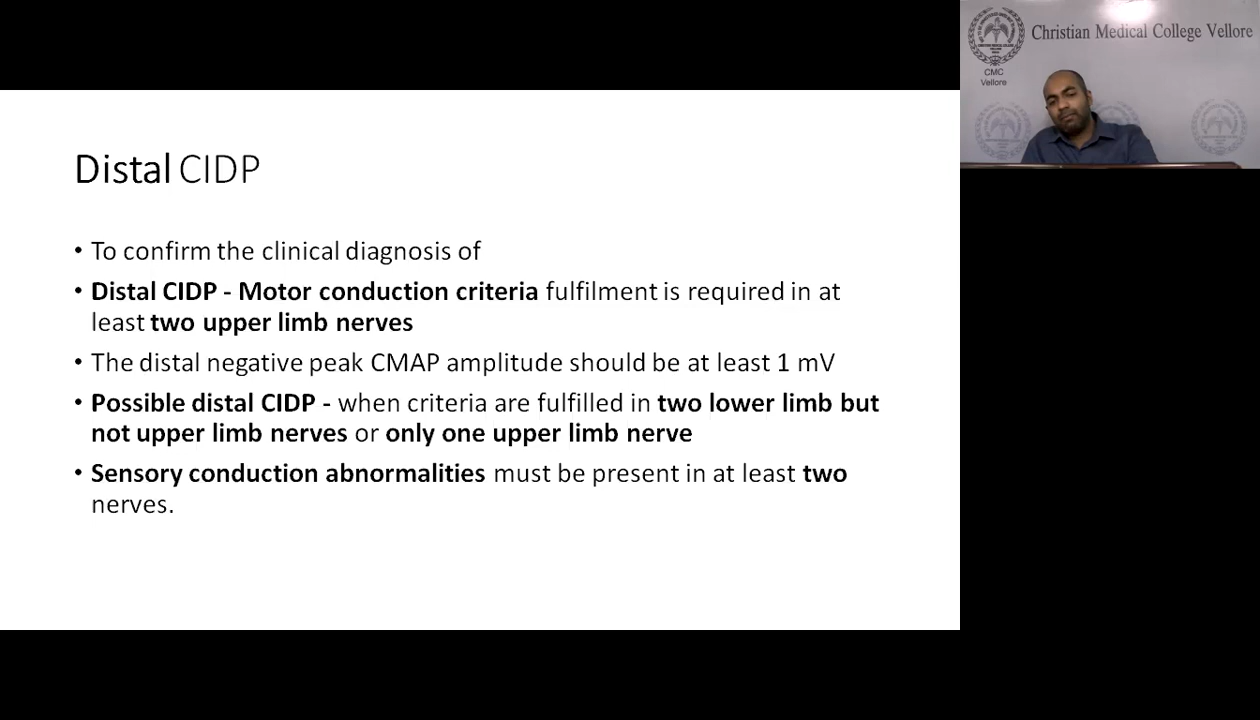 Distal CIDP
• To confirm the clinical diagnosis of
• Distal CIDP - Motor conduction criteria fulfilment is required in at
least two upper limb nerves
• The distal negative peak CMAP amplitude should be at least 1 mV
• Possible distal CIDP - when criteria are fulfilled in two lower limb but
not upper limb nerves or only one upper limb nerve
• Sensory conduction abnormalities must be present in at least two
nerves.
Christian Medical College Vellore
CMC
Vellore